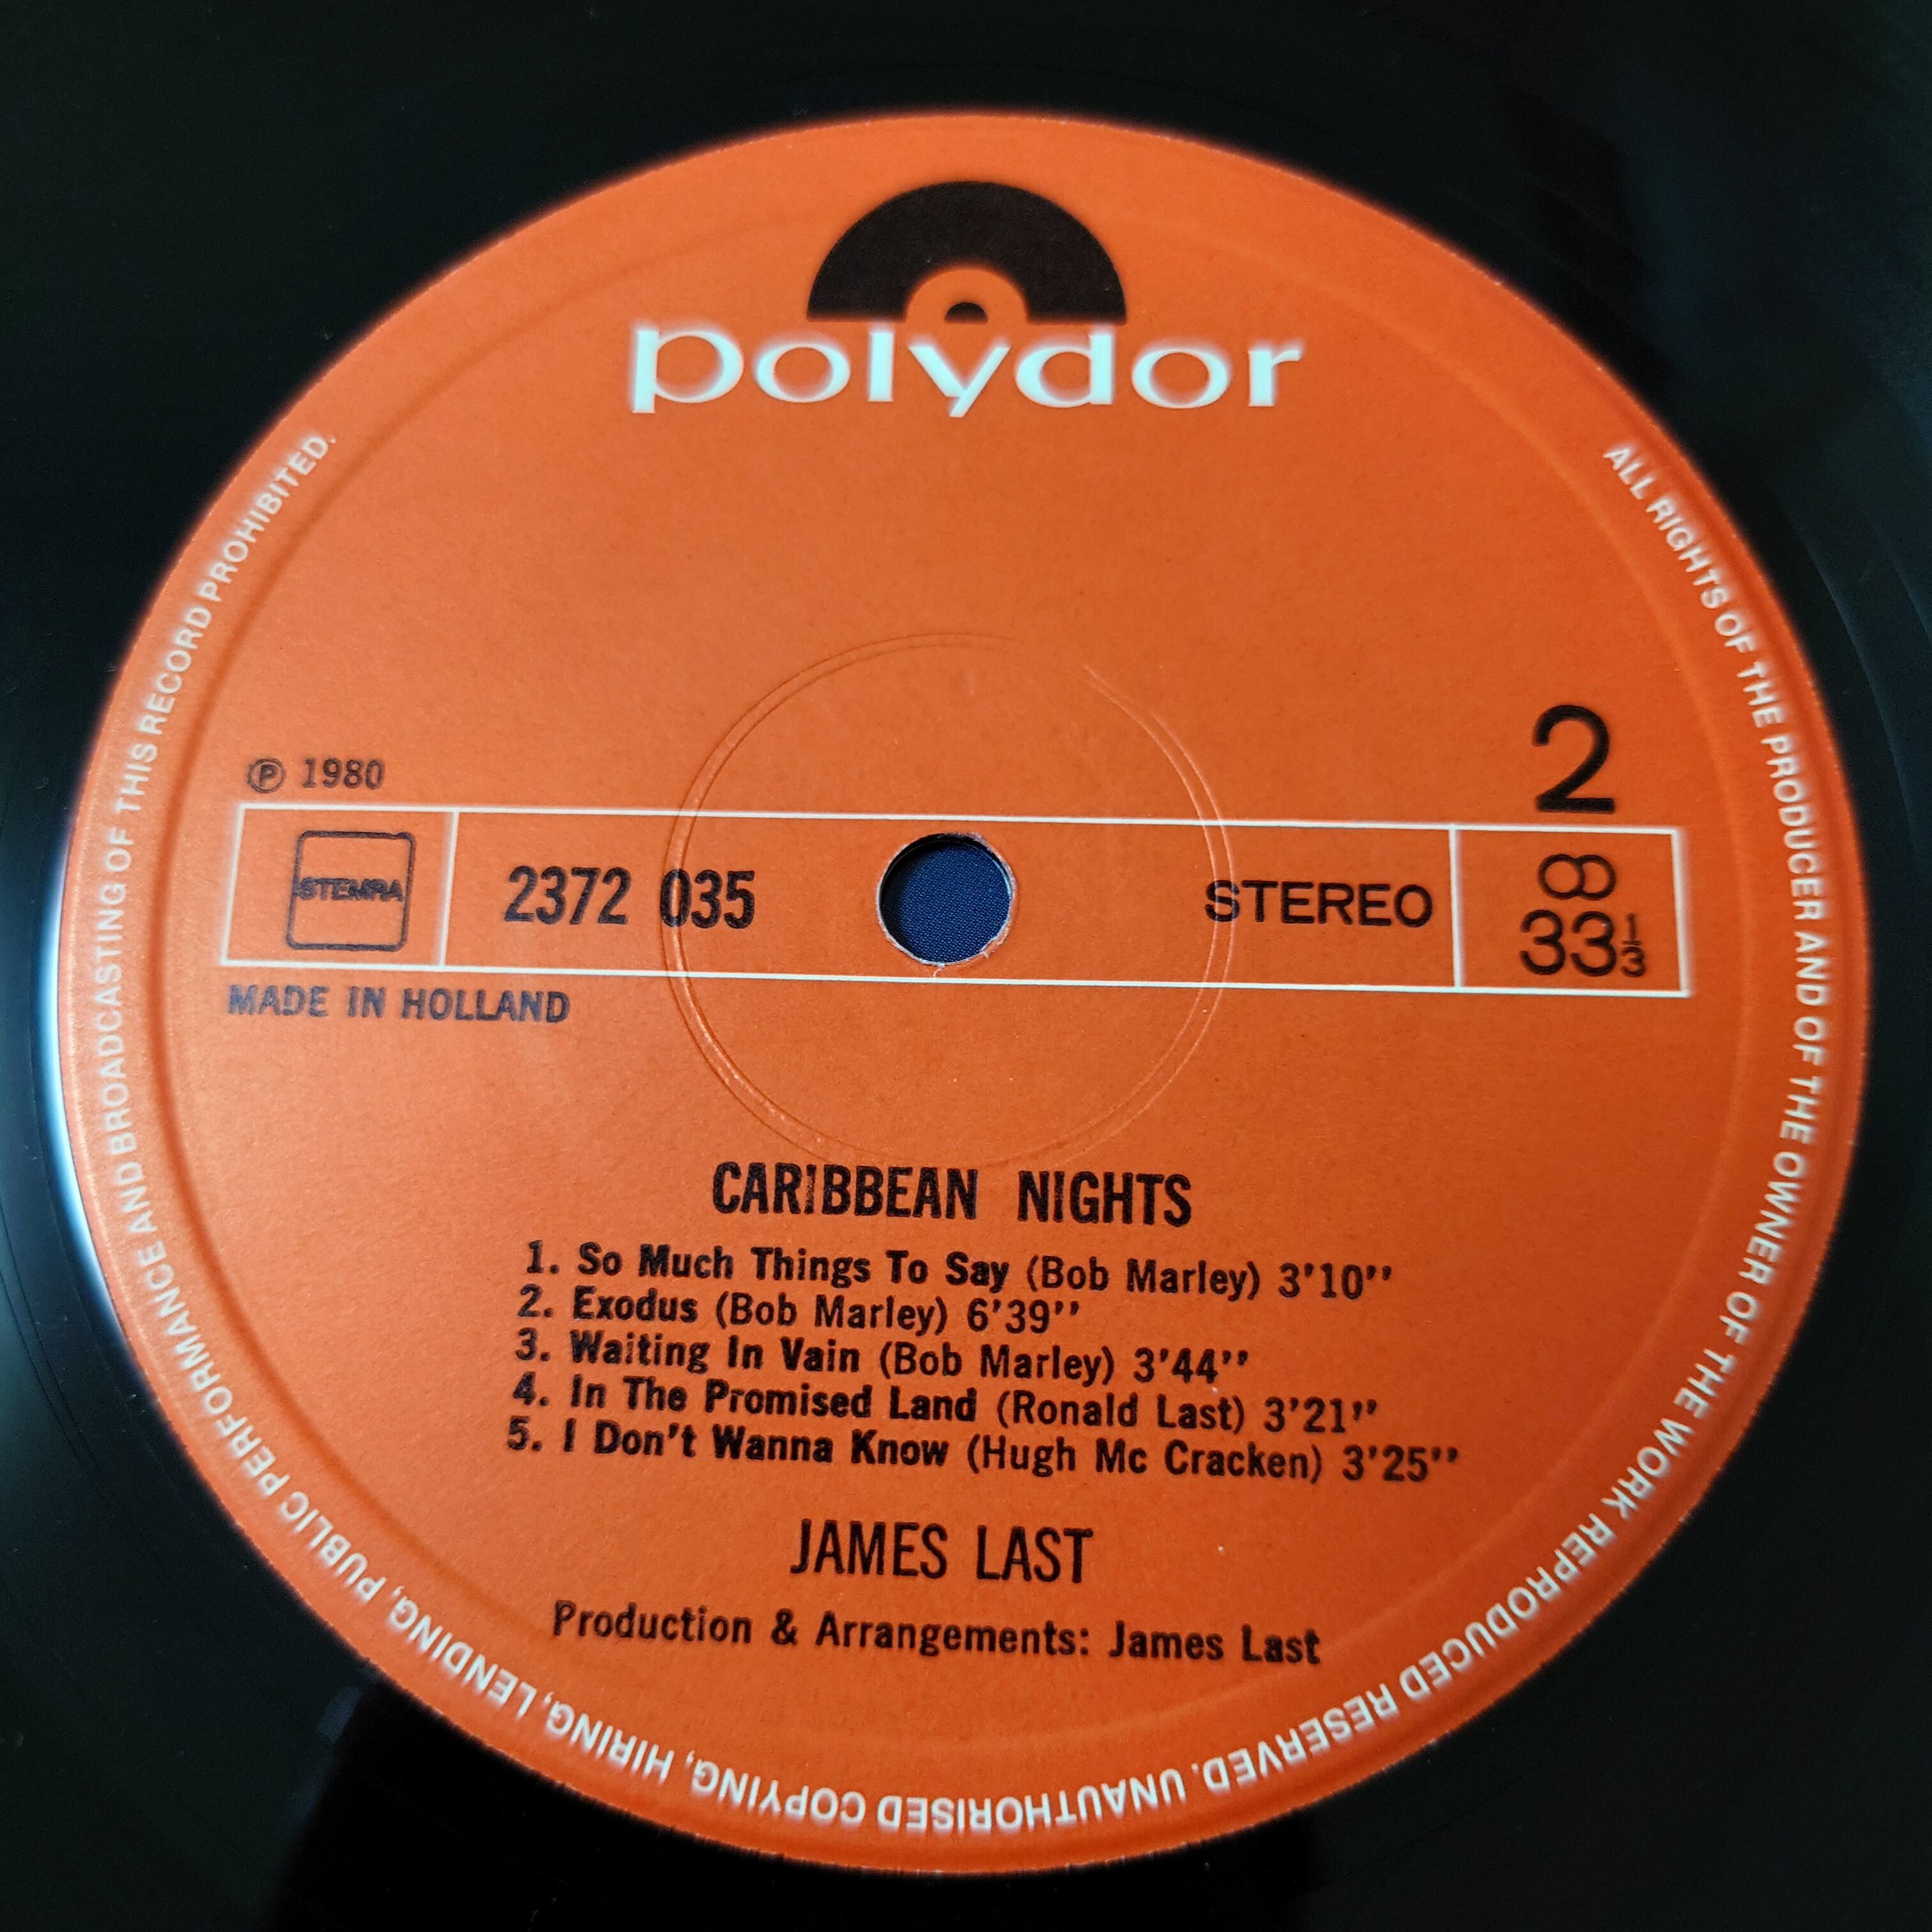 polydor
℗ 1980
2
STEMRA
2372 035
STEREO
33⅓
MADE IN HOLLAND
CARIBBEAN NIGHTS
1. So Much Things To Say (Bob Marley) 3'10''
2. Exodus (Bob Marley) 6'39''
3. Waiting In Vain (Bob Marley) 3'44''
4. In The Promised Land (Ronald Last) 3'21''
5. I Don't Wanna Know (Hugh Mc Cracken) 3'25''
JAMES LAST
Production & Arrangements: James Last
ALL RIGHTS OF THE PRODUCER AND OF THE OWNER OF THE WORK REPRODUCED RESERVED. UNAUTHORISED COPYING, HIRING, LENDING, PUBLIC PERFORMANCE AND BROADCASTING OF THIS RECORD PROHIBITED.